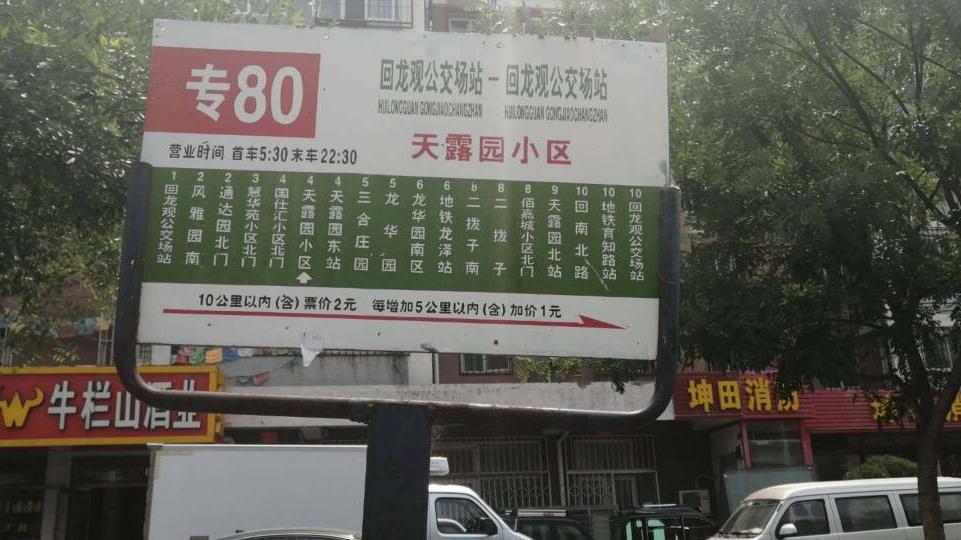 专80
回龙观公交场站 - 回龙观公交场站
HUILONGGUAN GONGJIAOCHANGZHAN HUILONGGUAN GONGJIAOCHANGZHAN
营业时间 首车5:30 末车22:30
天露园小区
1 回龙观公交场站
2 风雅园南
2 通达园北门
3 慧华苑小区北门
4 国仕汇小区北门
4 天露园小区
4 天露园东站
5 三合庄园
5 龙华园
6 龙华园南区
6 地铁龙泽站
8 二拨子南
8 二拨子
8 佰嘉城小区北门
9 天露园北站
10 回南北路
10 地铁育知路站
10 回龙观公交场站
10公里以内(含)票价2元 每增加5公里以内(含)加价1元
牛栏山酒业
坤田消防